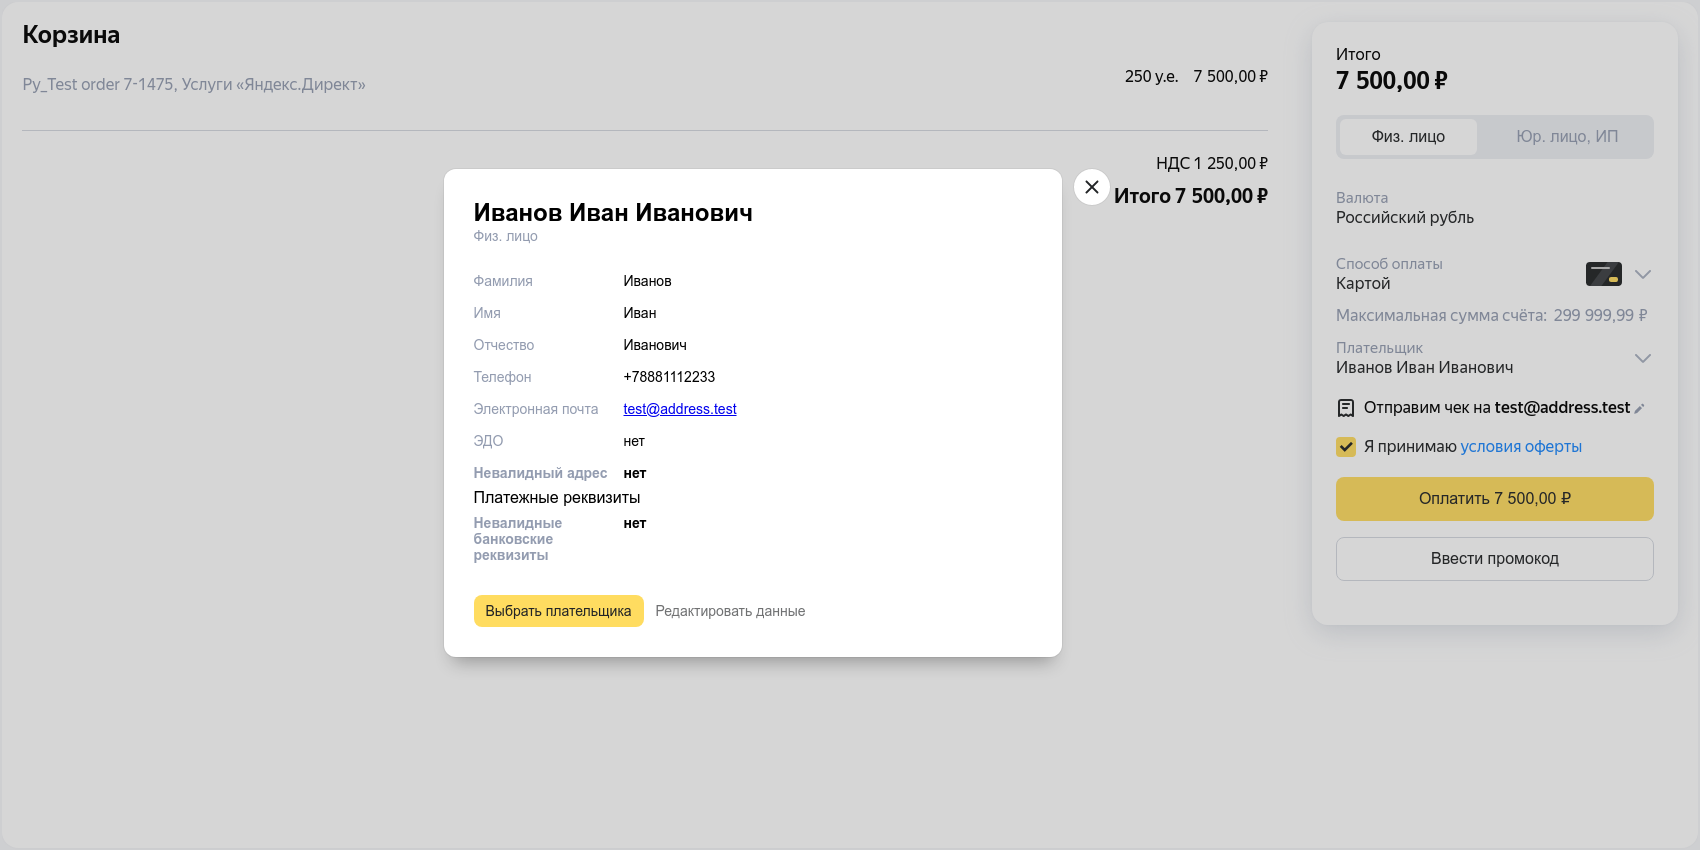 Корзина
Py_Test order 7-1475, Услуги «Яндекс.Директ»
250 у.е. 7 500,00 ₽
НДС 1 250,00 ₽
Итого 7 500,00 ₽
Иванов Иван Иванович
Физ. лицо
Фамилия Иванов
Имя Иван
Отчество Иванович
Телефон +78881112233
Электронная почта test@address.test
ЭДО нет
Невалидный адрес нет
Платежные реквизиты
Невалидные нет
банковские
реквизиты
Выбрать плательщика Редактировать данные
Итого
7 500,00 ₽
Физ. лицо Юр. лицо, ИП
Валюта
Российский рубль
Способ оплаты
Картой
Максимальная сумма счёта: 299 999,99 ₽
Плательщик
Иванов Иван Иванович
Отправим чек на test@address.test
Я принимаю условия оферты
Оплатить 7 500,00 ₽
Ввести промокод